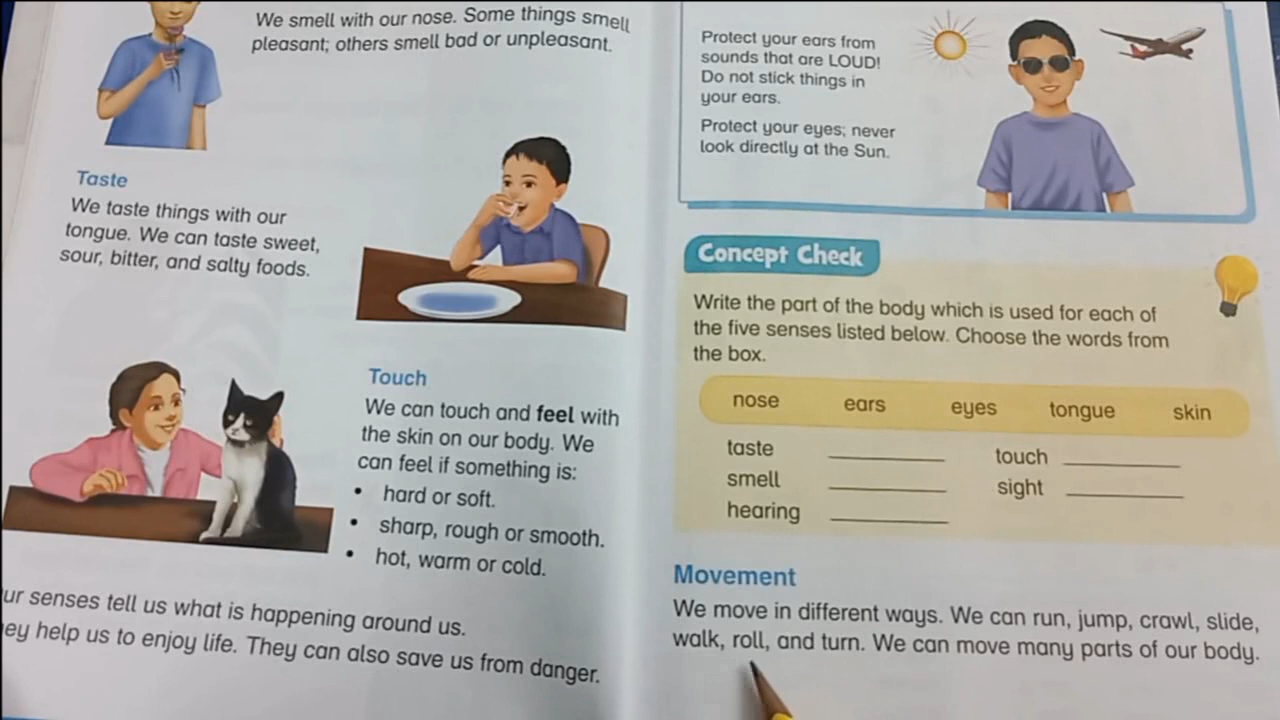 We smell with our nose. Some things smell
pleasant; others smell bad or unpleasant.
Taste
We taste things with our
tongue. We can taste sweet,
sour, bitter, and salty foods.
Touch
We can touch and feel with
the skin on our body. We
can feel if something is:
• hard or soft.
• sharp, rough or smooth.
• hot, warm or cold.
senses tell us what is happening around us.
help us to enjoy life. They can also save us from danger.
Protect your ears from
sounds that are LOUD!
Do not stick things in
your ears.
Protect your eyes; never
look directly at the Sun.
Concept Check
Write the part of the body which is used for each of
the five senses listed below. Choose the words from
the box.
nose ears eyes tongue skin
taste touch
smell sight
hearing
Movement
We move in different ways. We can run, jump, crawl, slide,
walk, roll, and turn. We can move many parts of our body.